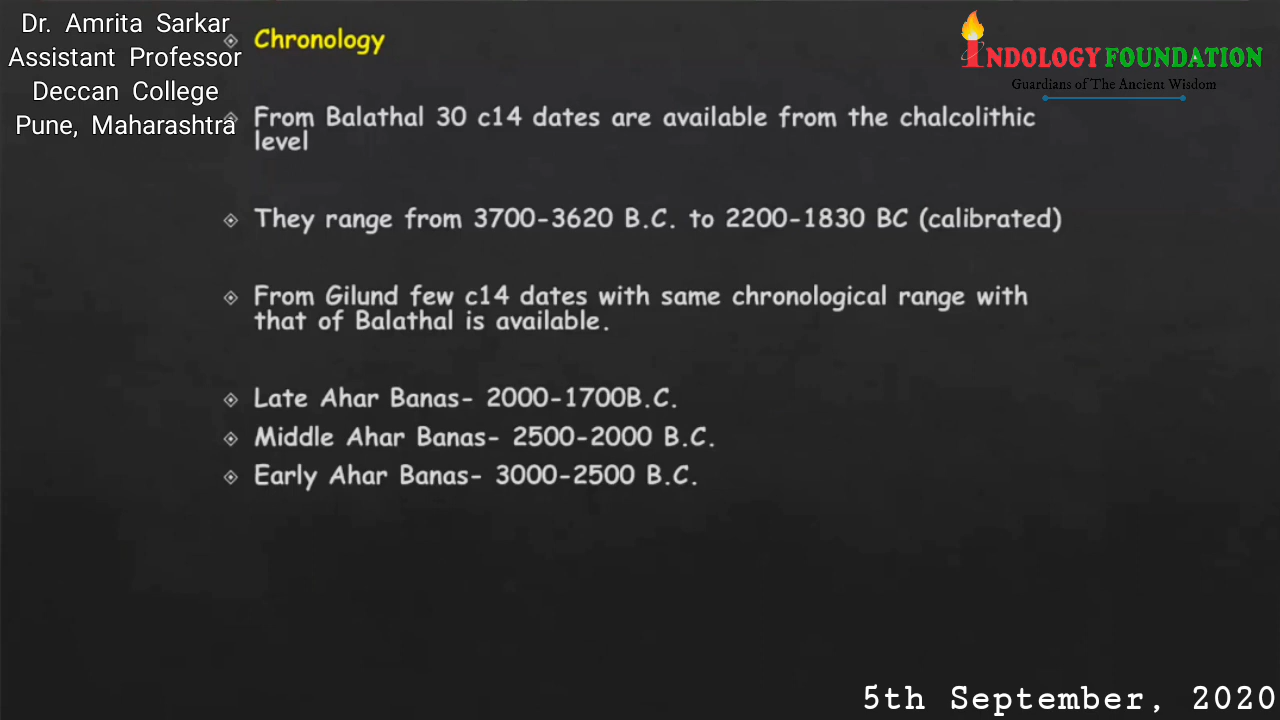 Dr. Amrita Sarkar
Assistant Professor
Deccan College
Pune, Maharashtra
INDOLOGY FOUNDATION
Guardians of The Ancient Wisdom
Chronology
From Balathal 30 c14 dates are available from the chalcolithic
level
They range from 3700-3620 B.C. to 2200-1830 BC (calibrated)
From Gilund few c14 dates with same chronological range with
that of Balathal is available.
Late Ahar Banas- 2000-1700B.C.
Middle Ahar Banas- 2500-2000 B.C.
Early Ahar Banas- 3000-2500 B.C.
5th September, 2020